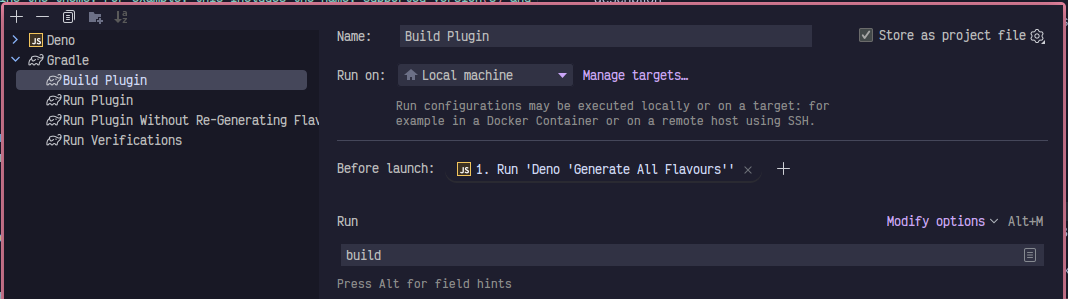 Deno
Gradle
Build Plugin
Run Plugin
Run Plugin Without Re-Generating Flav
Run Verifications
Name: Build Plugin
Store as project file
Run on: Local machine Manage targets…
Run configurations may be executed locally or on a target: for
example in a Docker Container or on a remote host using SSH.
Before launch: JS 1. Run 'Deno 'Generate All Flavours''
Run
Modify options Alt+M
build
Press Alt for field hints